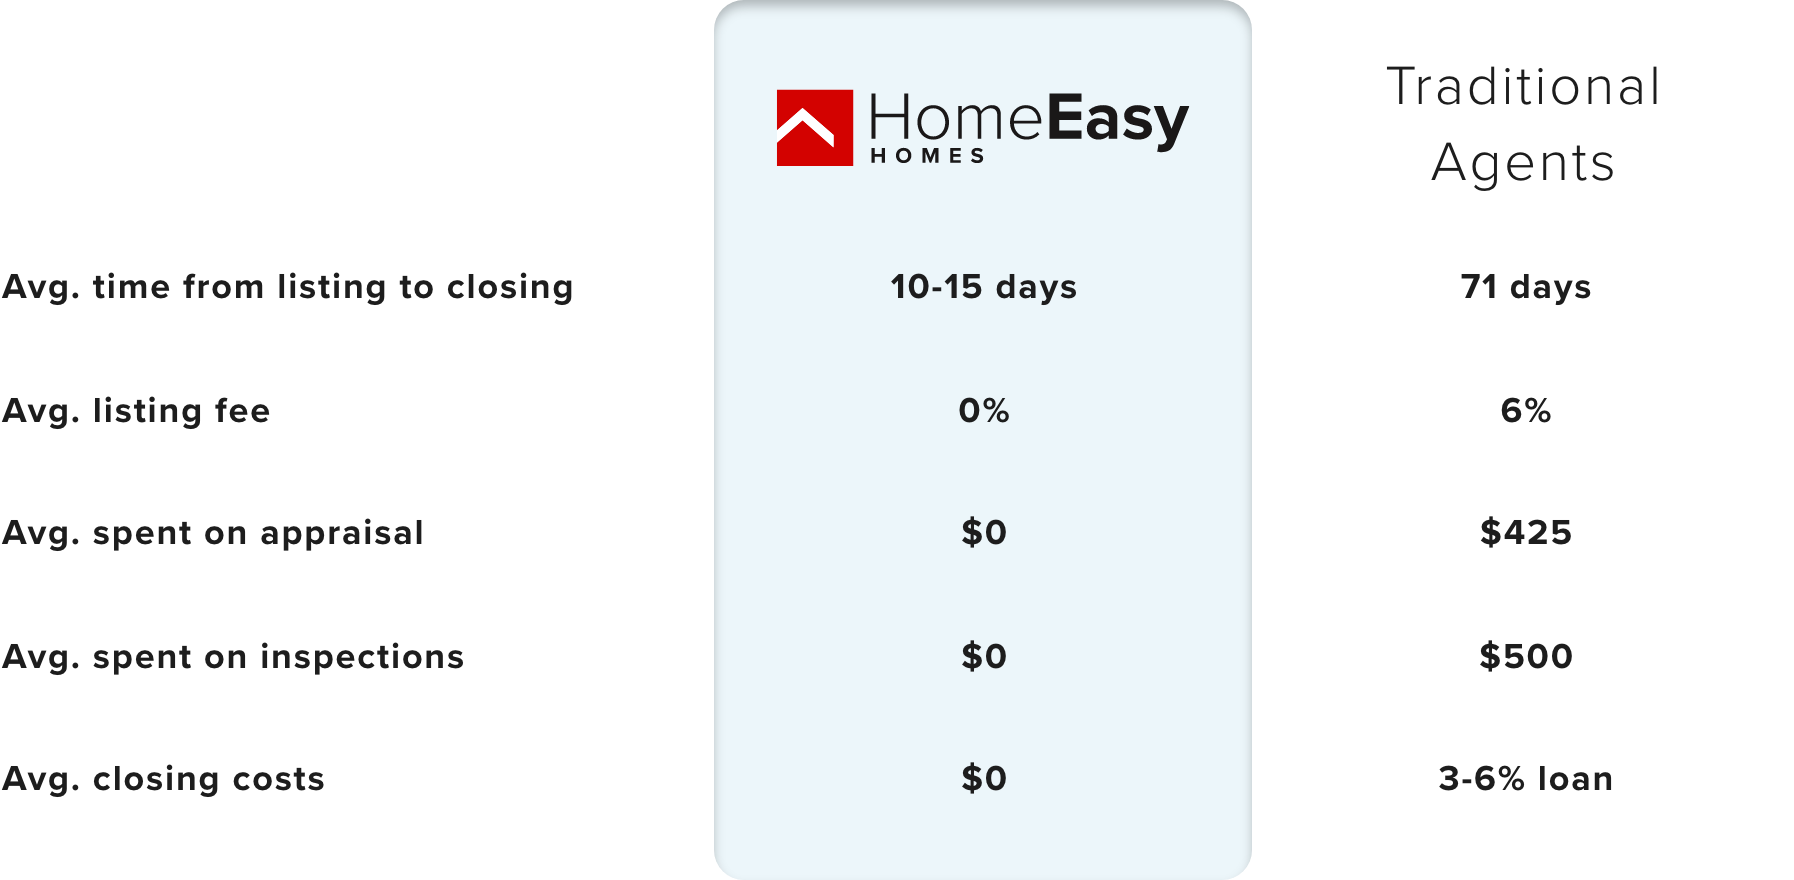 HomeEasy
HOMES
Traditional
Agents
Avg. time from listing to closing 10-15 days 71 days
Avg. listing fee 0% 6%
Avg. spent on appraisal $0 $425
Avg. spent on inspections $0 $500
Avg. closing costs $0 3-6% loan